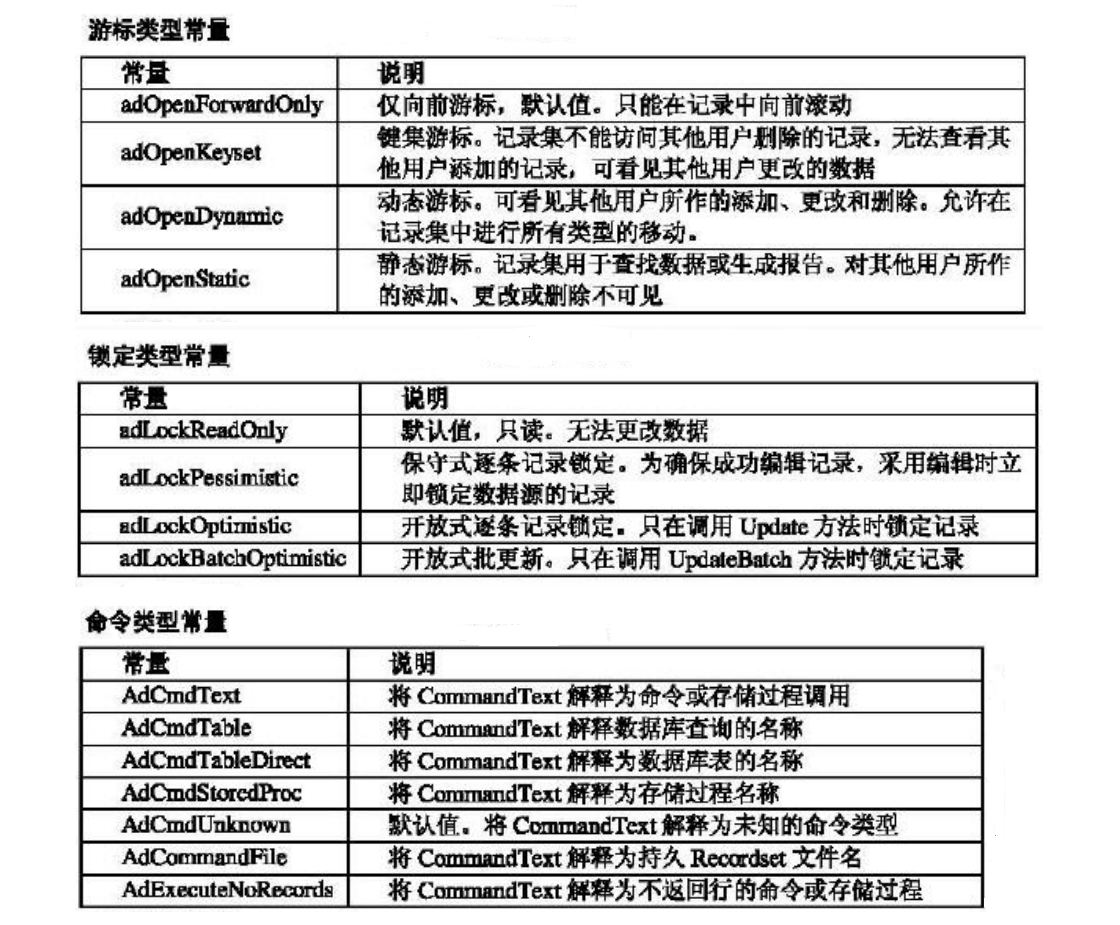 游标类型常量
常量 说明
adOpenForwardOnly 仅向前游标，默认值。只能在记录中向前滚动
adOpenKeyset 键集游标。记录集不能访问其他用户删除的记录，无法查看其
他用户添加的记录，可看见其他用户更改的数据
adOpenDynamic 动态游标。可看见其他用户所作的添加、更改和删除。允许在
记录集中进行所有类型的移动。
adOpenStatic 静态游标。记录集用于查找数据或生成报告。对其他用户所作
的添加、更改或删除不可见
锁定类型常量
常量 说明
adLockReadOnly 默认值，只读。无法更改数据
adLockPessimistic 保守式逐条记录锁定。为确保成功编辑记录，采用编辑时立
即锁定数据源的记录
adLockOptimistic 开放式逐条记录锁定。只在调用 Update 方法时锁定记录
adLockBatchOptimistic 开放式批更新。只在调用 UpdateBatch 方法时锁定记录
命令类型常量
常量 说明
AdCmdText 将 CommandText 解释为命令或存储过程调用
AdCmdTable 将 CommandText 解释数据库查询的名称
AdCmdTableDirect 将 CommandText 解释为数据库表的名称
AdCmdStoredProc 将 CommandText 解释为存储过程名称
AdCmdUnknown 默认值。将 CommandText 解释为未知的命令类型
AdCommandFile 将 CommandText 解释为持久 Recordset 文件名
AdExecuteNoRecords 将 CommandText 解释为不返回行的命令或存储过程